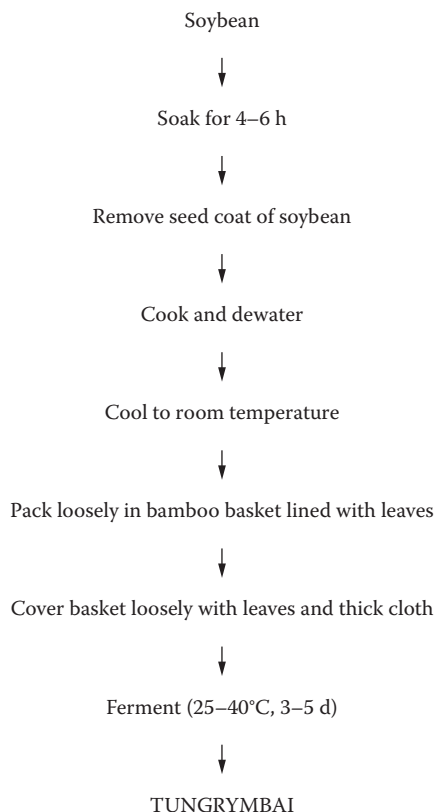 Soybean
Soak for 4–6 h
Remove seed coat of soybean
Cook and dewater
Cool to room temperature
Pack loosely in bamboo basket lined with leaves
Cover basket loosely with leaves and thick cloth
Ferment (25–40°C, 3–5 d)
TUNGRYMBAI